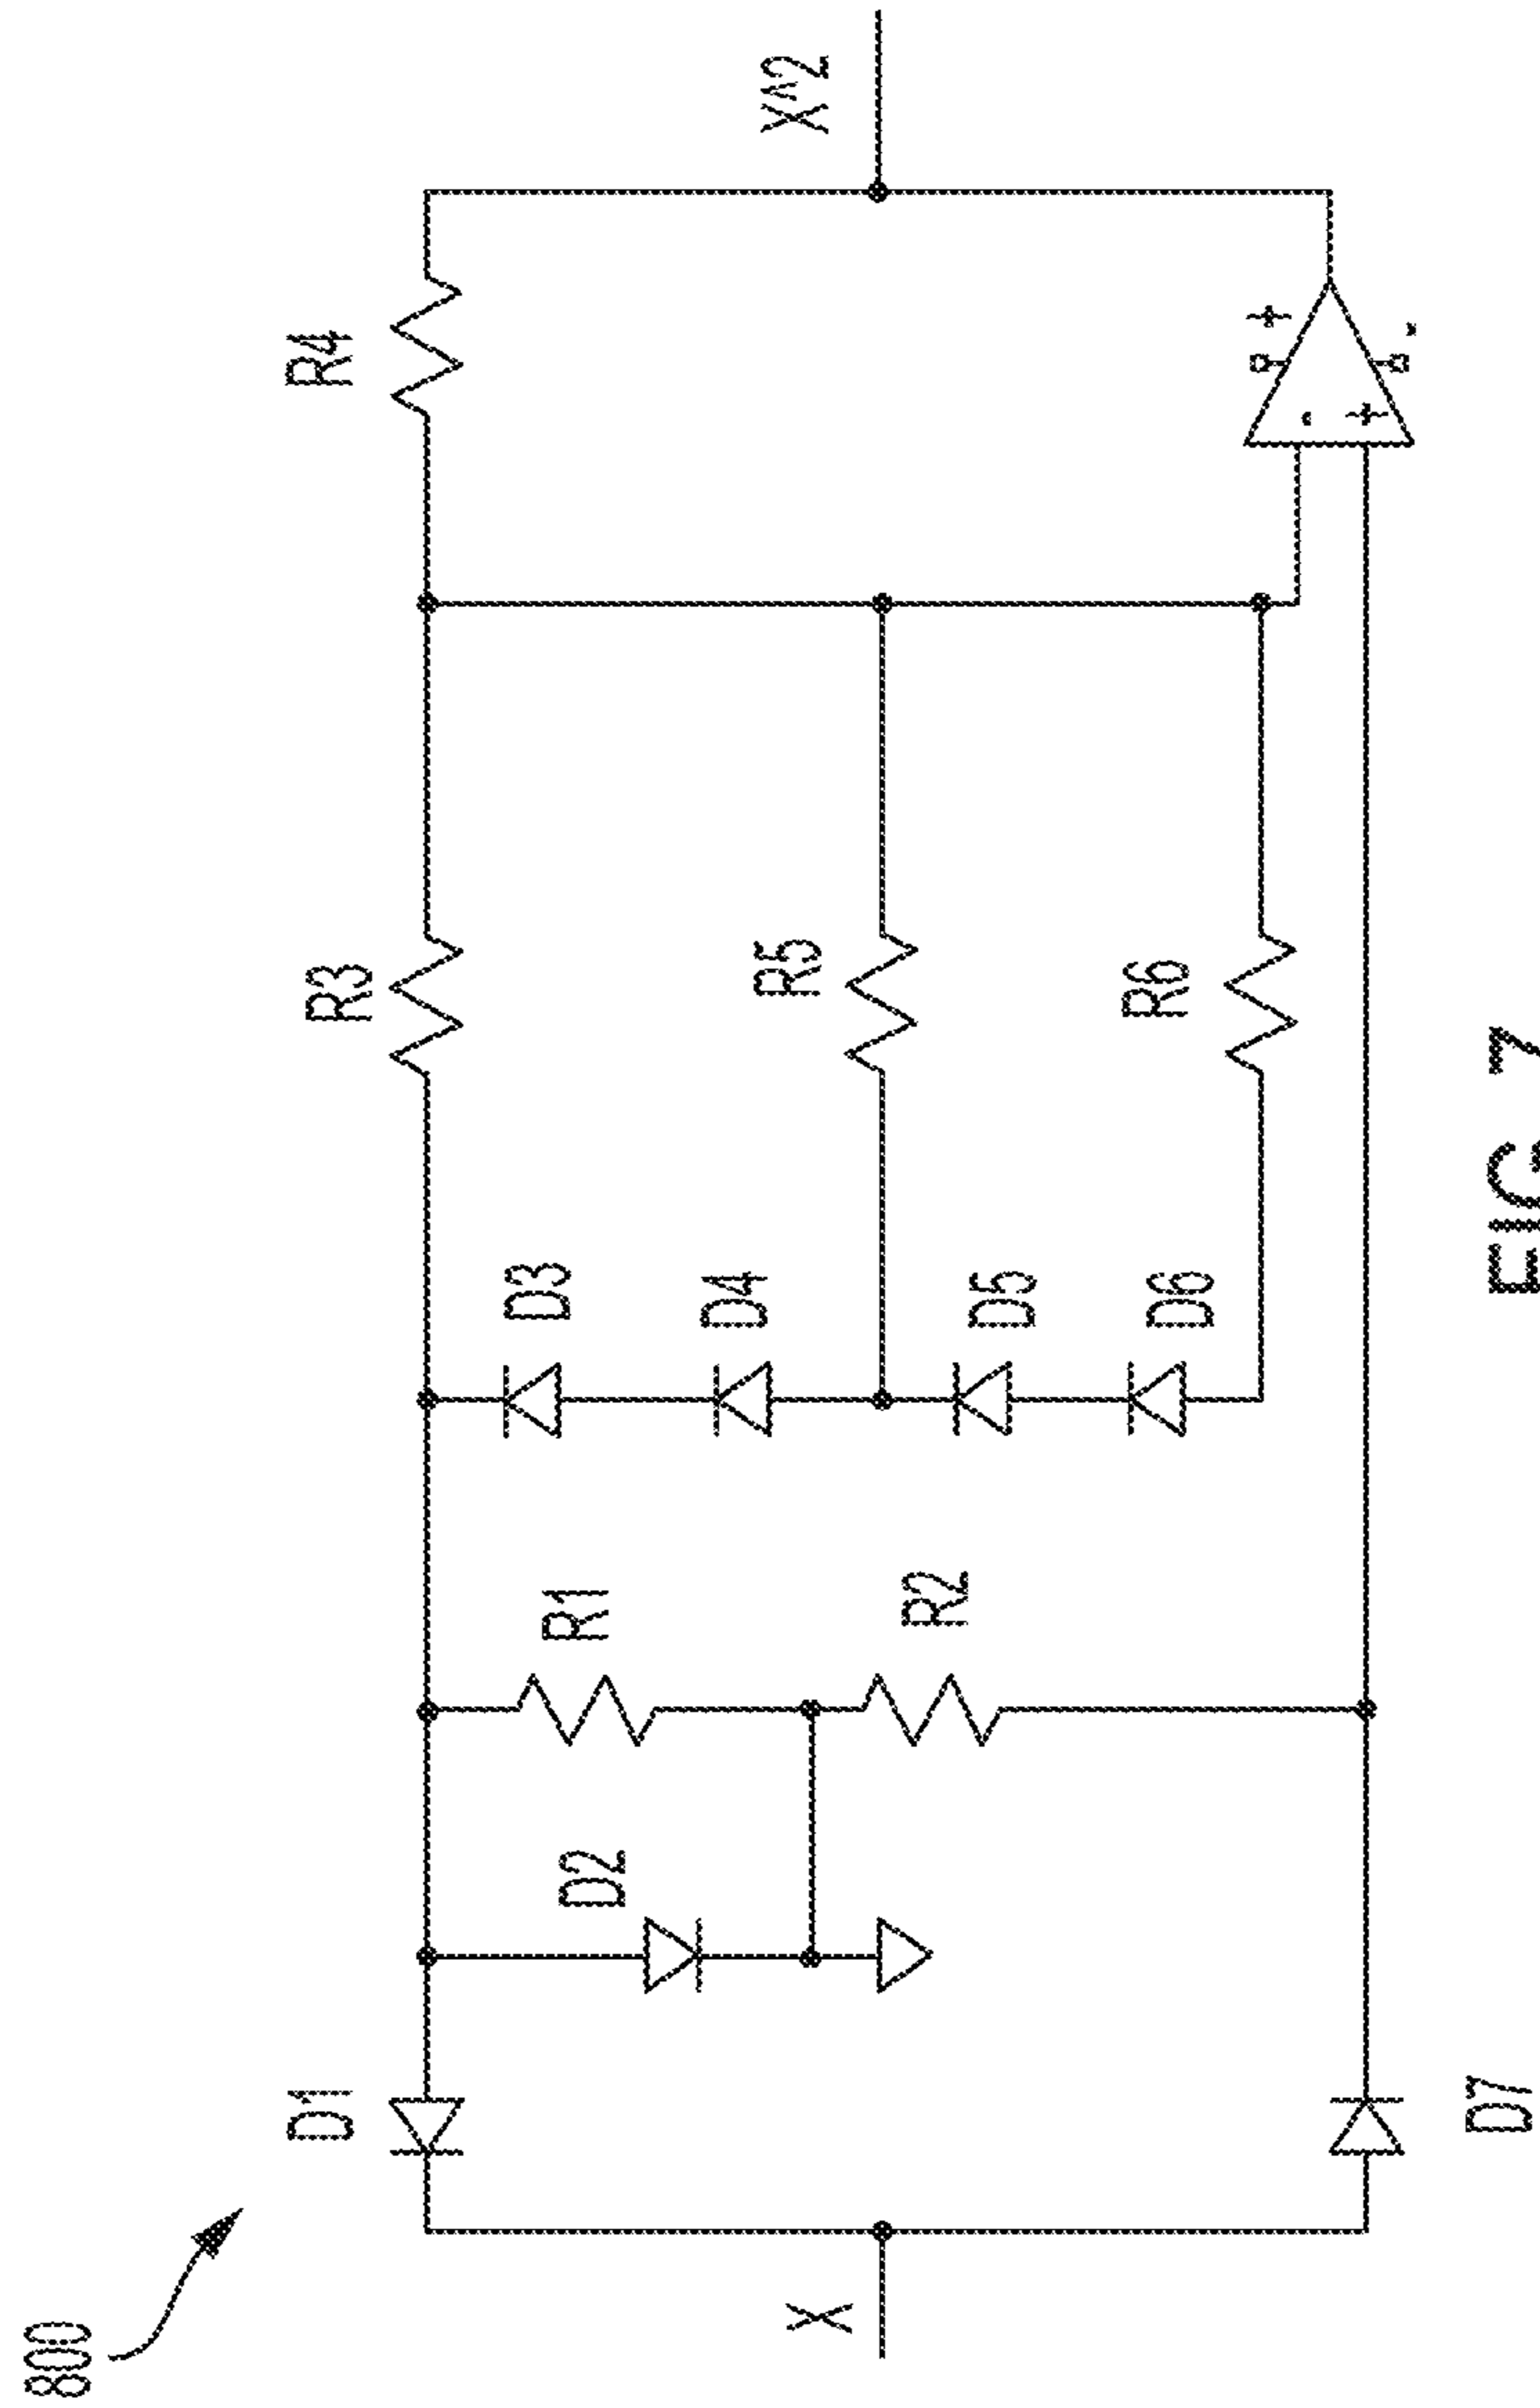 800
X
D1
D2
R1
R2
D3
D4
D5
D6
R3
R5
R6
R4
X^2
-
+
+
-
D7
FIG. 7